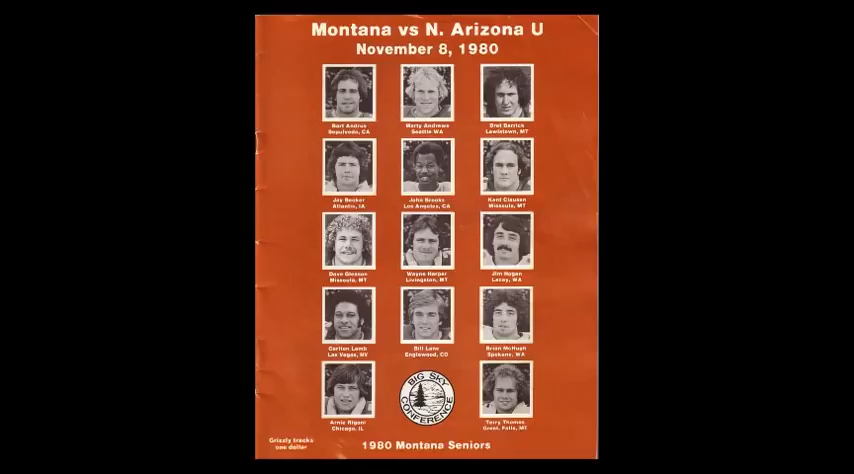 Montana vs N. Arizona U
November 8, 1980
Bart Andrus
Sepulveda, CA
Marty Andrews
Seattle WA
Bret Barrick
Lewistown, MT
Jay Becker
Atlantic, IA
John Brooks
Los Angeles, CA
Kent Clausen
Missoula, MT
Dave Gleason
Missoula, MT
Wayne Harper
Livingston, MT
Jim Hogan
Lacey, WA
Carlton Lamb
Las Vegas, NV
Bill Lane
Englewood, CO
Brian McHugh
Spokane, WA
Arnie Rigoni
Chicago, IL
BIG SKY
CONFERENCE
Terry Thomas
Great Falls, MT
Grizzly tracks
one dollar
1980 Montana Seniors